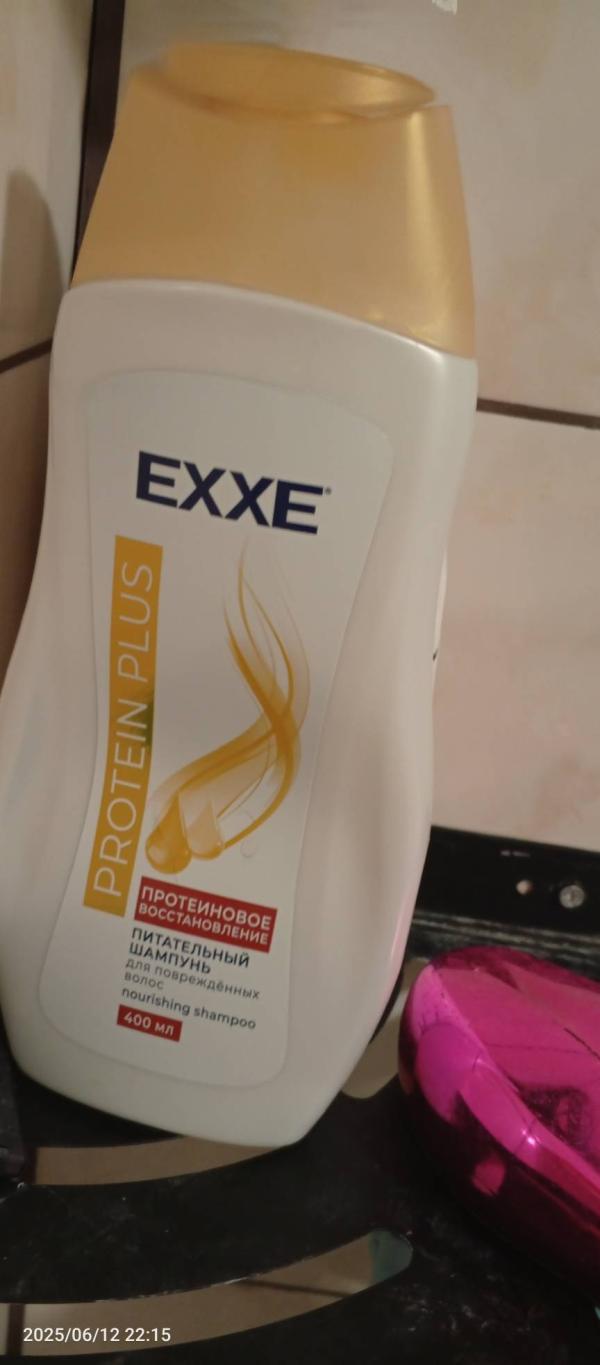 EXXE®
PROTEIN PLUS
ПРОТЕИНОВОЕ
ВОССТАНОВЛЕНИЕ
ПИТАТЕЛЬНЫЙ
ШАМПУНЬ
для повреждённых
волос
nourishing shampoo
400 мл
2025/06/12 22:15